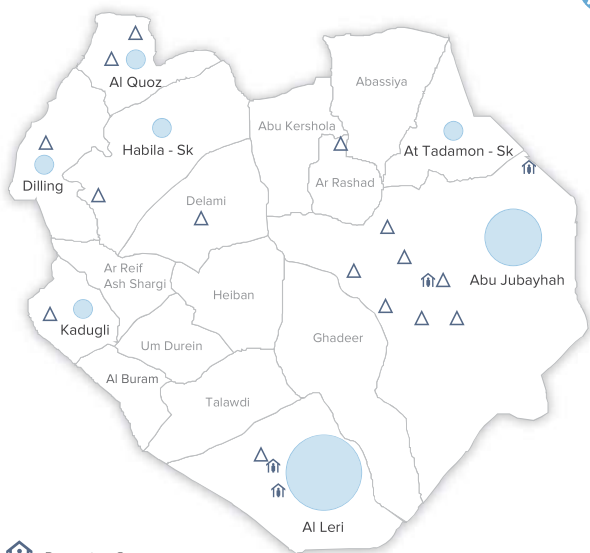 Al Quoz
Abassiya
Abu Kershola
Habila - Sk
At Tadamon - Sk
Dilling
Ar Rashad
Delami
Ar Reif
Ash Shargi
Abu Jubayhah
Heiban
Kadugli
Ghadeer
Um Durein
Al Buram
Talawdi
Al Leri